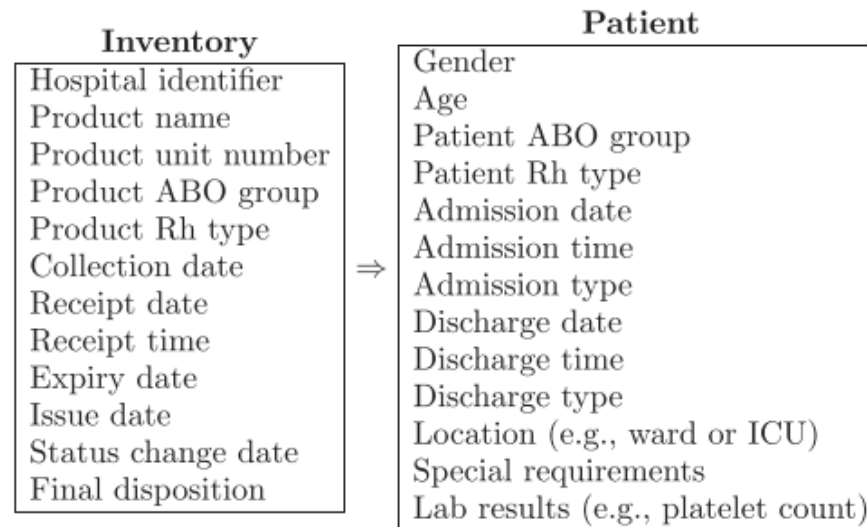 Inventory
Hospital identifier
Product name
Product unit number
Product ABO group
Product Rh type
Collection date
Receipt date
Receipt time
Expiry date
Issue date
Status change date
Final disposition
⇒
Patient
Gender
Age
Patient ABO group
Patient Rh type
Admission date
Admission time
Admission type
Discharge date
Discharge time
Discharge type
Location (e.g., ward or ICU)
Special requirements
Lab results (e.g., platelet count)